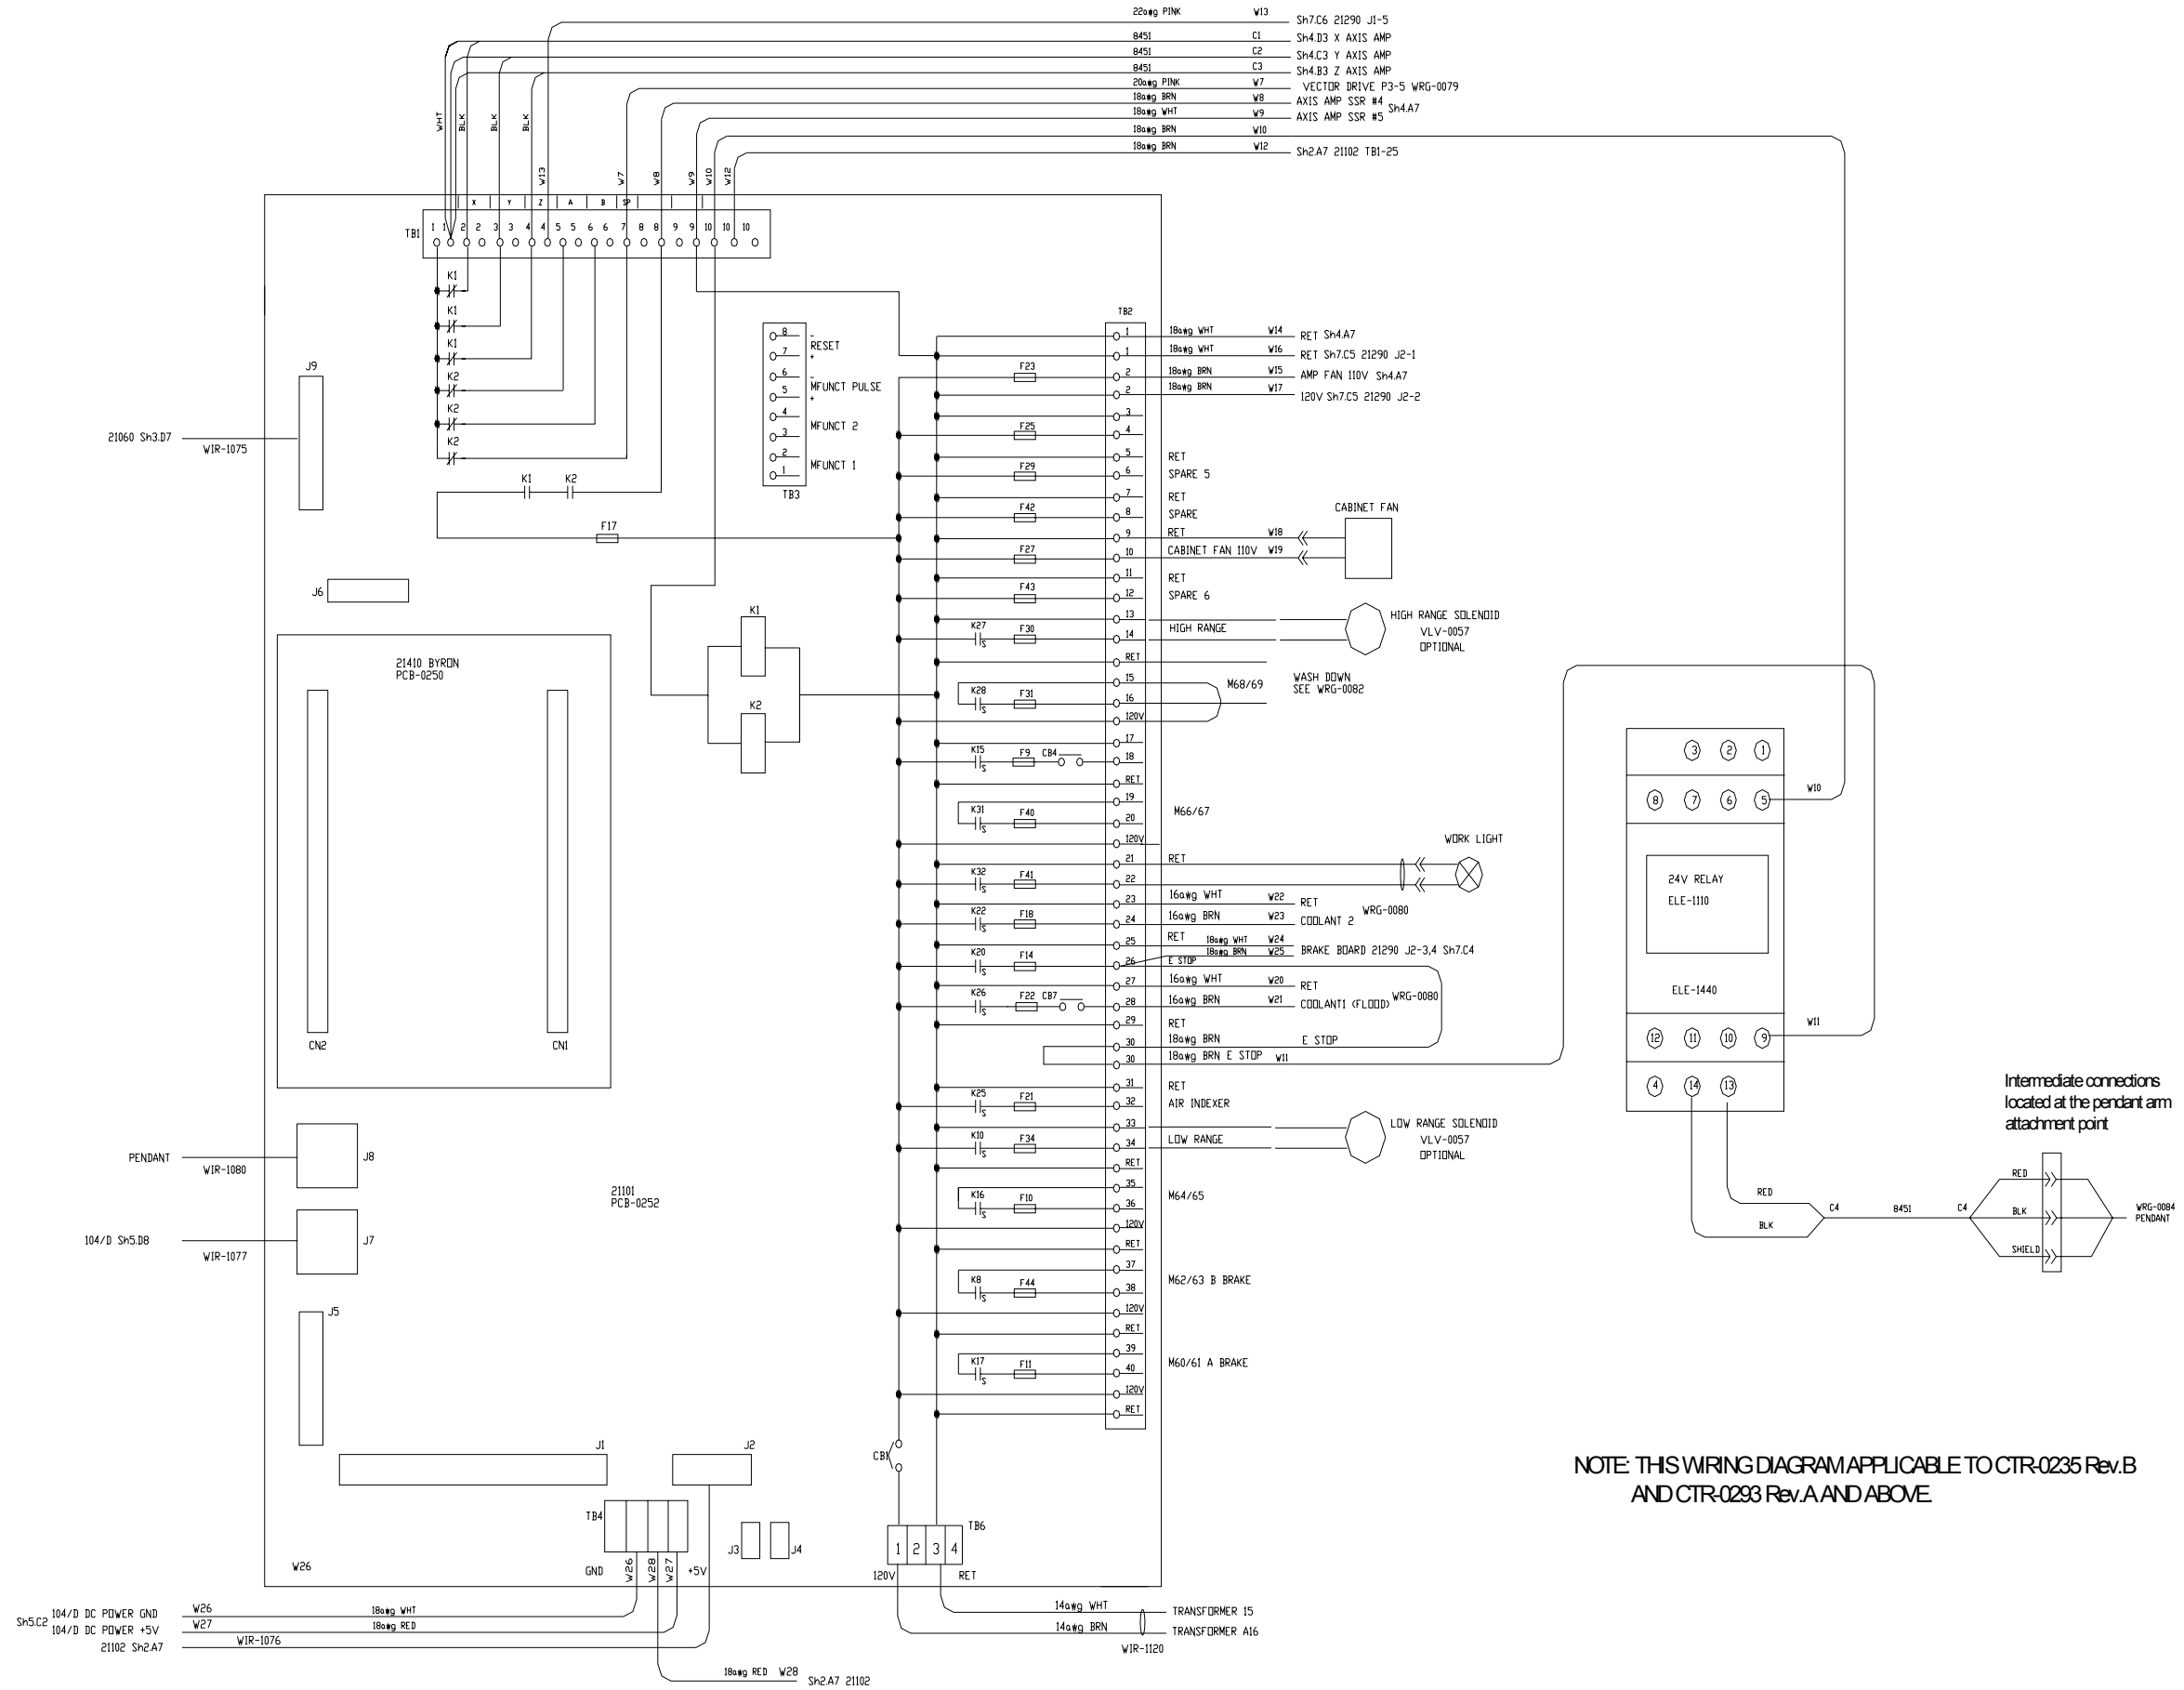 22awg PINK W13 Sh7.C6 21290 J1-5
8451 C1 Sh4.D3 X AXIS AMP
8451 C2 Sh4.C3 Y AXIS AMP
8451 C3 Sh4.B3 Z AXIS AMP
20awg PINK W7 VECTOR DRIVE P3-5 WRG-0079
18awg BRN W8 AXIS AMP SSR #4
Sh4.A7
18awg WHT W9 AXIS AMP SSR #5
18awg BRN W10
18awg BRN W12 Sh2.A7 21102 TB1-25
WHT BLK BLK BLK W13 W7 W8 W9 W10 W12
X Y Z A B SP
TB1
1 1 2 2 3 3 4 4 5 5 6 6 7 8 8 9 9 10 10 10
K1
K1
K1
K2
K2
K2
K1 K2
F17
J9
21060 Sh3.D7
WIR-1075
J6
21410 BYRON
PCB-0250
CN2
CN1
8 -
RESET
7 +
6 -
MFUNCT PULSE
5 +
4
MFUNCT 2
3
2
MFUNCT 1
1
TB3
K1
K2
TB2
1 18awg WHT W14 RET Sh4.A7
1 18awg WHT W16 RET Sh7.C5 21290 J2-1
F23 2 18awg BRN W15 AMP FAN 110V Sh4.A7
2 18awg BRN W17 120V Sh7.C5 21290 J2-2
3
F25 4
5 RET
F29 6 SPARE 5
7 RET
F42 8 SPARE
CABINET FAN
9 RET W18
F27 10 CABINET FAN 110V W19
11 RET
F43 12 SPARE 6
13
K27 S F30 14 HIGH RANGE
HIGH RANGE SOLENOID
VLV-0057
OPTIONAL
RET
15
M68/69
K28 S F31 16
WASH DOWN
SEE WRG-0082
120V
17
K15 S F9 CB4 18
RET
19
K31 S F40 20
M66/67
120V
WORK LIGHT
21 RET
K32 S F41 22
23 16awg WHT W22 RET
WRG-0080
K22 S F18 24 16awg BRN W23 COOLANT 2
25 RET 18awg WHT W24
18awg BRN W25 BRAKE BOARD 21290 J2-3,4 Sh7.C4
K20 S F14 26 E STOP
27 16awg WHT W20 RET
WRG-0080
K26 S F22 CB7 28 16awg BRN W21 COOLANT1 (FLOOD)
29 RET
30 18awg BRN E STOP
30 18awg BRN E STOP W11
31 RET
K25 S F21 32 AIR INDEXER
33
K10 S F34 34 LOW RANGE
LOW RANGE SOLENOID
VLV-0057
OPTIONAL
RET
35
K16 S F10 36
M64/65
120V
RET
37
K8 S F44 38
M62/63 B BRAKE
120V
RET
39
K17 S F11 40
M60/61 A BRAKE
120V
RET
CB1
3 2 1
8 7 6 5
W10
24V RELAY
ELE-1110
ELE-1440
W11
12 11 10 9
4 14 13
Intermediate connections
located at the pendant arm
attachment point
RED
BLK
C4 8451 C4
RED
BLK
SHIELD
WRG-0084
PENDANT
PENDANT
WIR-1080
J8
104/D Sh5.D8
WIR-1077
J7
21101
PCB-0252
J5
J1
J2
TB4
J3
J4
TB6
1 2 3 4
120V RET
GND W26 W28 W27 +5V
W26
Sh5.C2
104/D DC POWER GND W26 18awg WHT
104/D DC POWER +5V W27 18awg RED
21102 Sh2.A7 WIR-1076
18awg RED W28 Sh2.A7 21102
14awg WHT TRANSFORMER 15
14awg BRN TRANSFORMER A16
WIR-1120
NOTE: THIS WIRING DIAGRAM APPLICABLE TO CTR-0235 Rev.B
AND CTR-0293 Rev.A AND ABOVE.